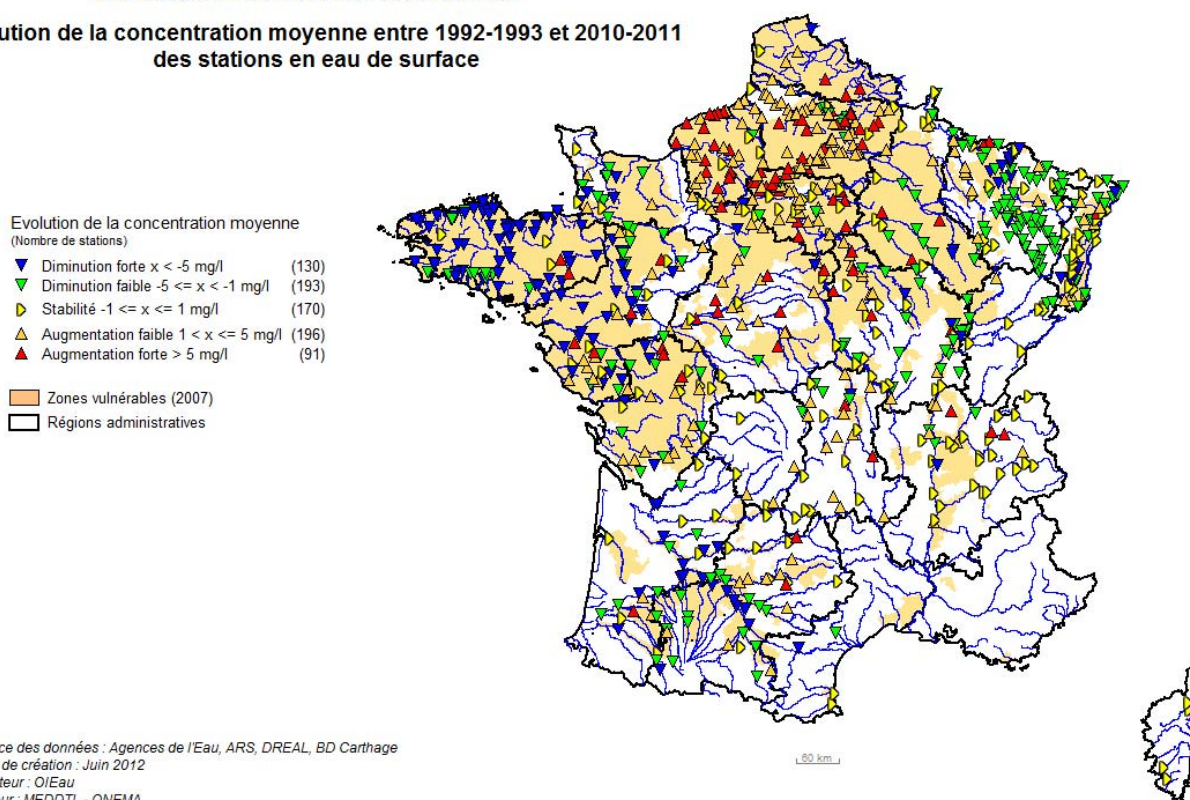 ution de la concentration moyenne entre 1992-1993 et 2010-2011
des stations en eau de surface
Evolution de la concentration moyenne
(Nombre de stations)
Diminution forte x < -5 mg/l (130)
Diminution faible -5 <= x < -1 mg/l (193)
Stabilité -1 <= x <= 1 mg/l (170)
Augmentation faible 1 < x <= 5 mg/l (196)
Augmentation forte > 5 mg/l (91)
Zones vulnérables (2007)
Régions administratives
60 km
ce des données : Agences de l'Eau, ARS, DREAL, BD Carthage
de création : Juin 2012
teur : OIEau
ur : MEDDTL - ONEMA